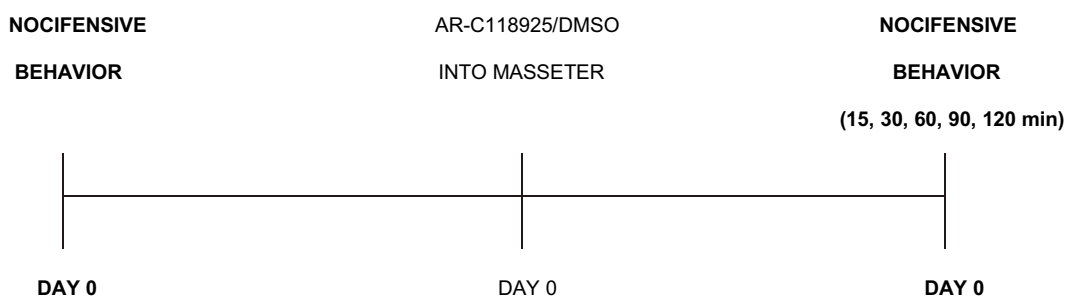 NOCIFENSIVE
BEHAVIOR
AR-C118925/DMSO
INTO MASSETER
NOCIFENSIVE
BEHAVIOR
(15, 30, 60, 90, 120 min)
DAY 0
DAY 0
DAY 0